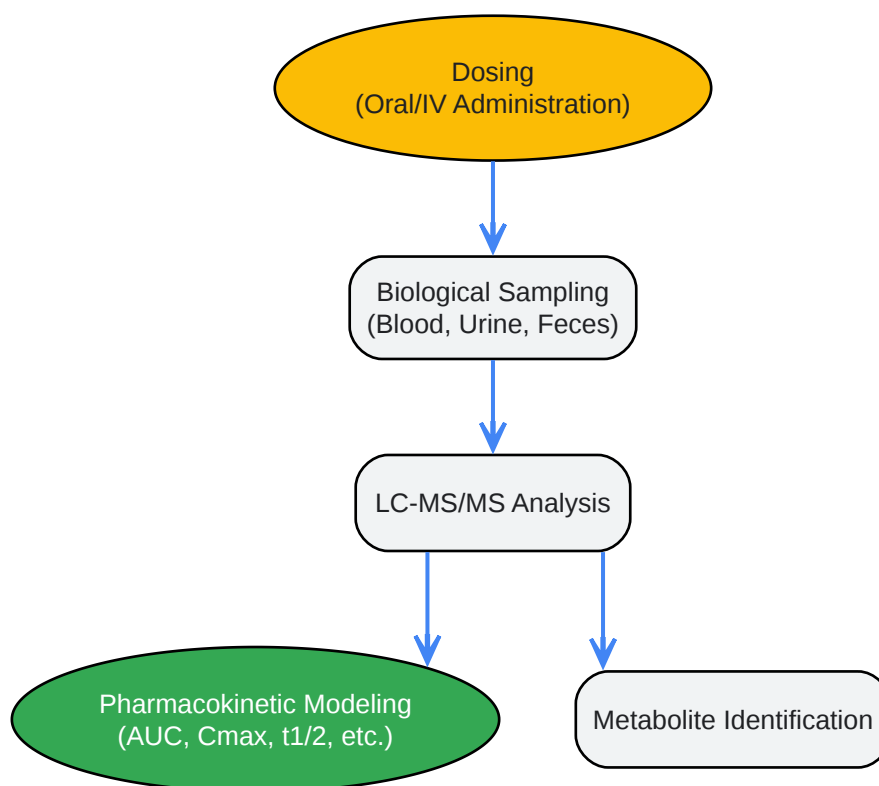 Dosing
(Oral/IV Administration)
Biological Sampling
(Blood, Urine, Feces)
LC-MS/MS Analysis
Pharmacokinetic Modeling
(AUC, Cmax, t1/2, etc.)
Metabolite Identification